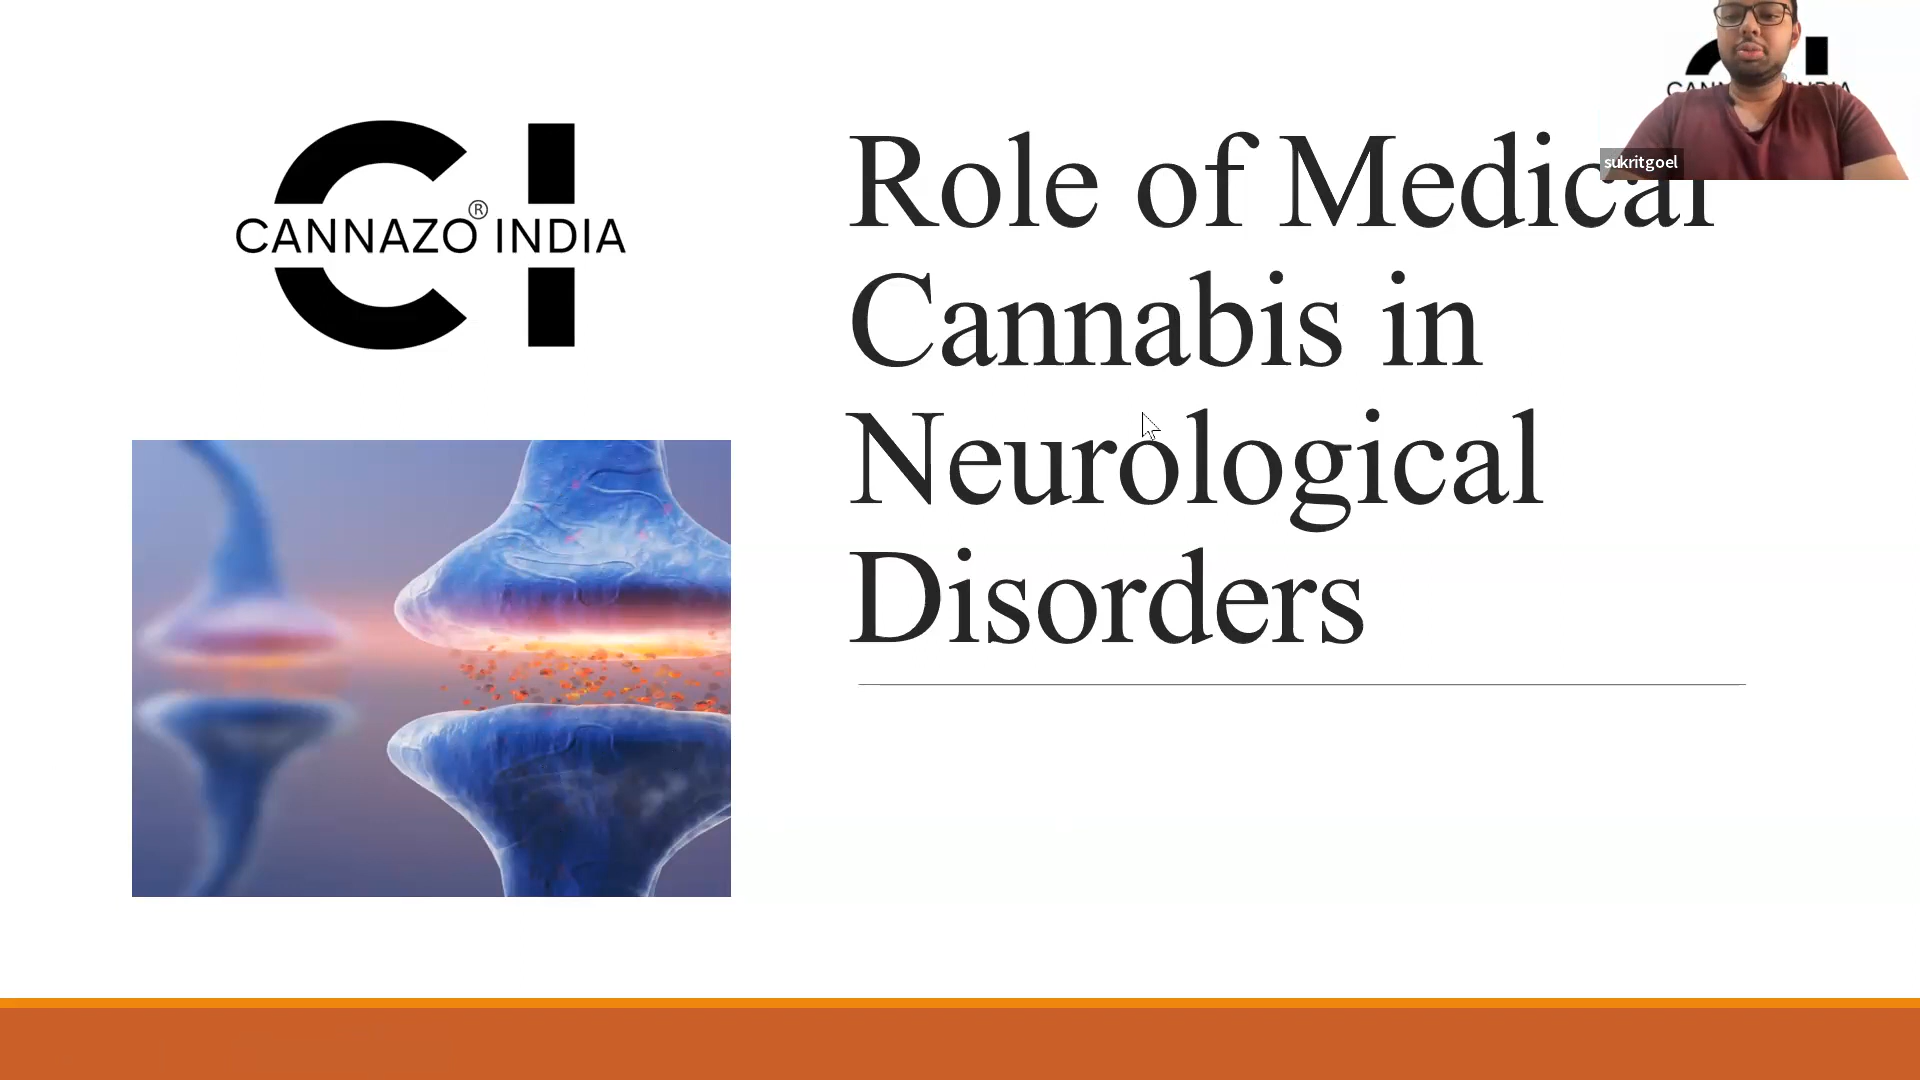 CANNAZO® INDIA
Role of Medical
Cannabis in
Neurological
Disorders
sukritgoel